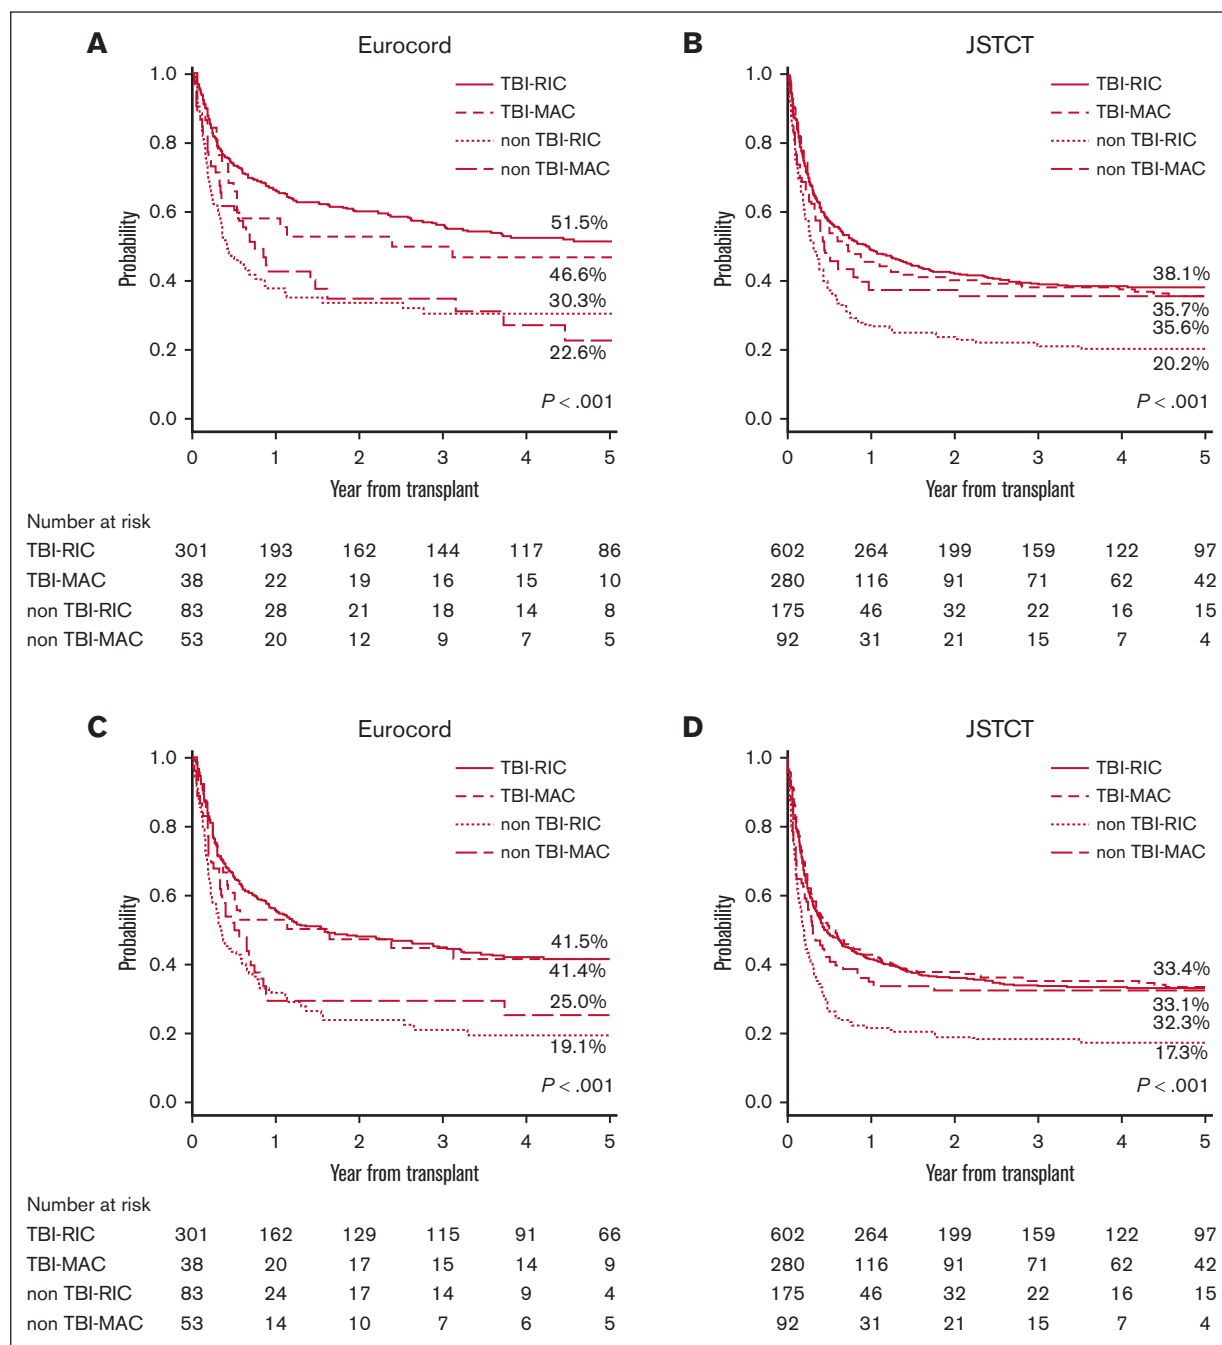 A Eurocord
1.0
0.8
0.6
0.4
0.2
0.0
Probability
TBI-RIC
TBI-MAC
non TBI-RIC
non TBI-MAC
51.5%
46.6%
30.3%
22.6%
P < .001
0 1 2 3 4 5
Year from transplant
B JSTCT
1.0
0.8
0.6
0.4
0.2
0.0
Probability
TBI-RIC
TBI-MAC
non TBI-RIC
non TBI-MAC
38.1%
35.7%
35.6%
20.2%
P < .001
0 1 2 3 4 5
Year from transplant
Number at risk
TBI-RIC 301 193 162 144 117 86 602 264 199 159 122 97
TBI-MAC 38 22 19 16 15 10 280 116 91 71 62 42
non TBI-RIC 83 28 21 18 14 8 175 46 32 22 16 15
non TBI-MAC 53 20 12 9 7 5 92 31 21 15 7 4
C Eurocord
1.0
0.8
0.6
0.4
0.2
0.0
Probability
TBI-RIC
TBI-MAC
non TBI-RIC
non TBI-MAC
41.5%
41.4%
25.0%
19.1%
P < .001
0 1 2 3 4 5
Year from transplant
D JSTCT
1.0
0.8
0.6
0.4
0.2
0.0
Probability
TBI-RIC
TBI-MAC
non TBI-RIC
non TBI-MAC
33.4%
33.1%
32.3%
17.3%
P < .001
0 1 2 3 4 5
Year from transplant
Number at risk
TBI-RIC 301 162 129 115 91 66 602 264 199 159 122 97
TBI-MAC 38 20 17 15 14 9 280 116 91 71 62 42
non TBI-RIC 83 24 17 14 9 4 175 46 32 22 16 15
non TBI-MAC 53 14 10 7 6 5 92 31 21 15 7 4